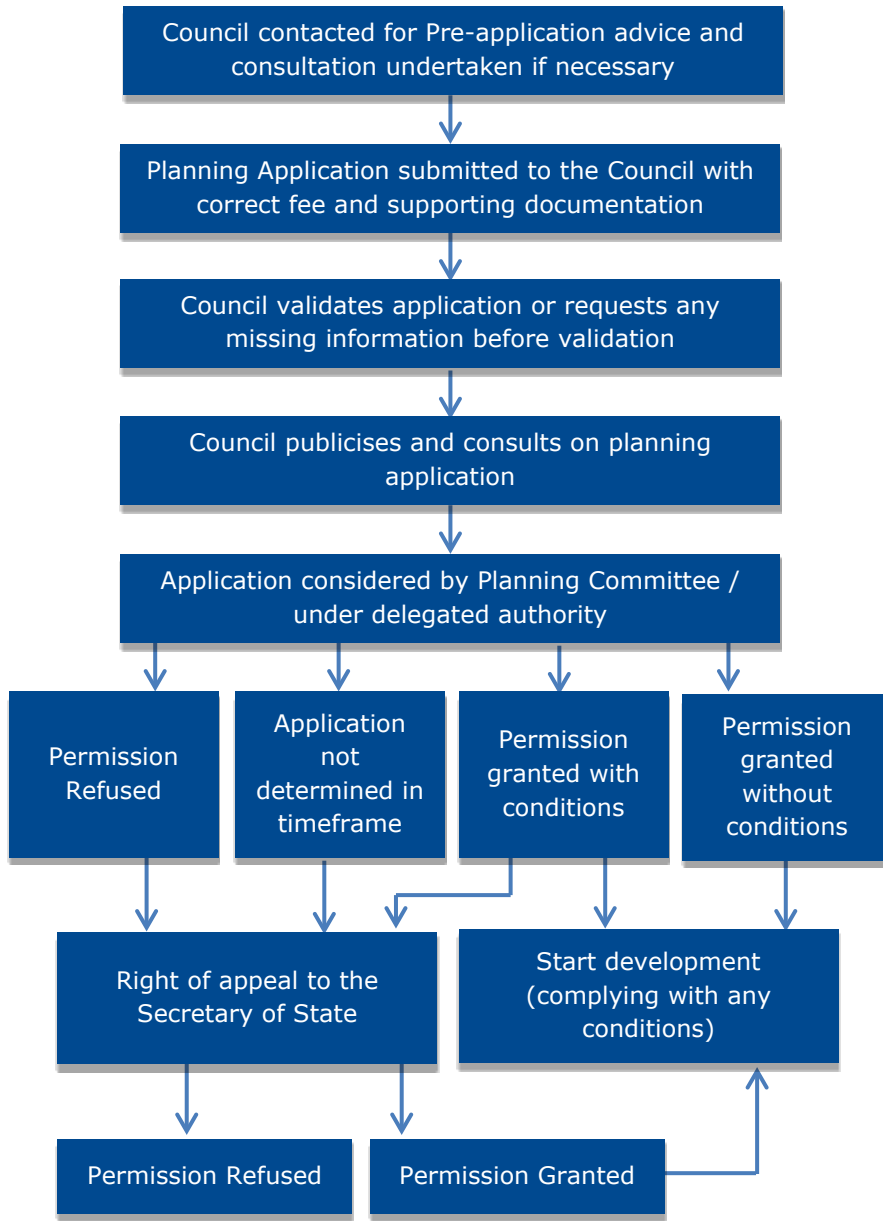 Council contacted for Pre-application advice and
consultation undertaken if necessary
Planning Application submitted to the Council with
correct fee and supporting documentation
Council validates application or requests any
missing information before validation
Council publicises and consults on planning
application
Application considered by Planning Committee /
under delegated authority
Permission
Refused
Application
not
determined in
timeframe
Permission
granted with
conditions
Permission
granted
without
conditions
Right of appeal to the
Secretary of State
Start development
(complying with any
conditions)
Permission Refused
Permission Granted